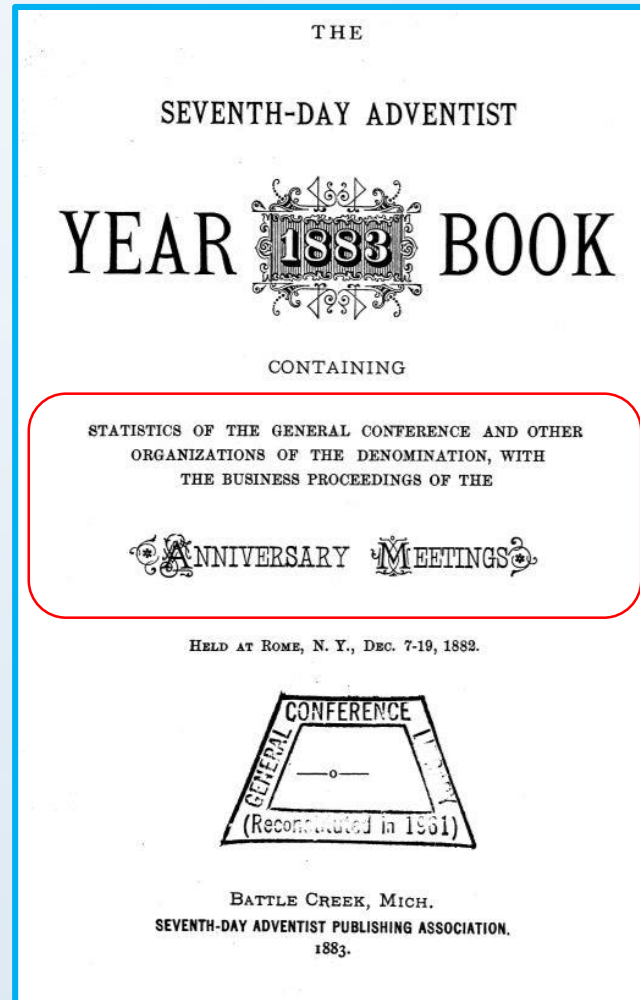 THE
SEVENTH-DAY ADVENTIST
YEAR 1883 BOOK
CONTAINING
STATISTICS OF THE GENERAL CONFERENCE AND OTHER
ORGANIZATIONS OF THE DENOMINATION, WITH
THE BUSINESS PROCEEDINGS OF THE
ANNIVERSARY MEETINGS
HELD AT ROME, N. Y., DEC. 7-19, 1882.
GENERAL CONFERENCE
(Reconstituted in 1961)
BATTLE CREEK, MICH.
SEVENTH-DAY ADVENTIST PUBLISHING ASSOCIATION.
1883.